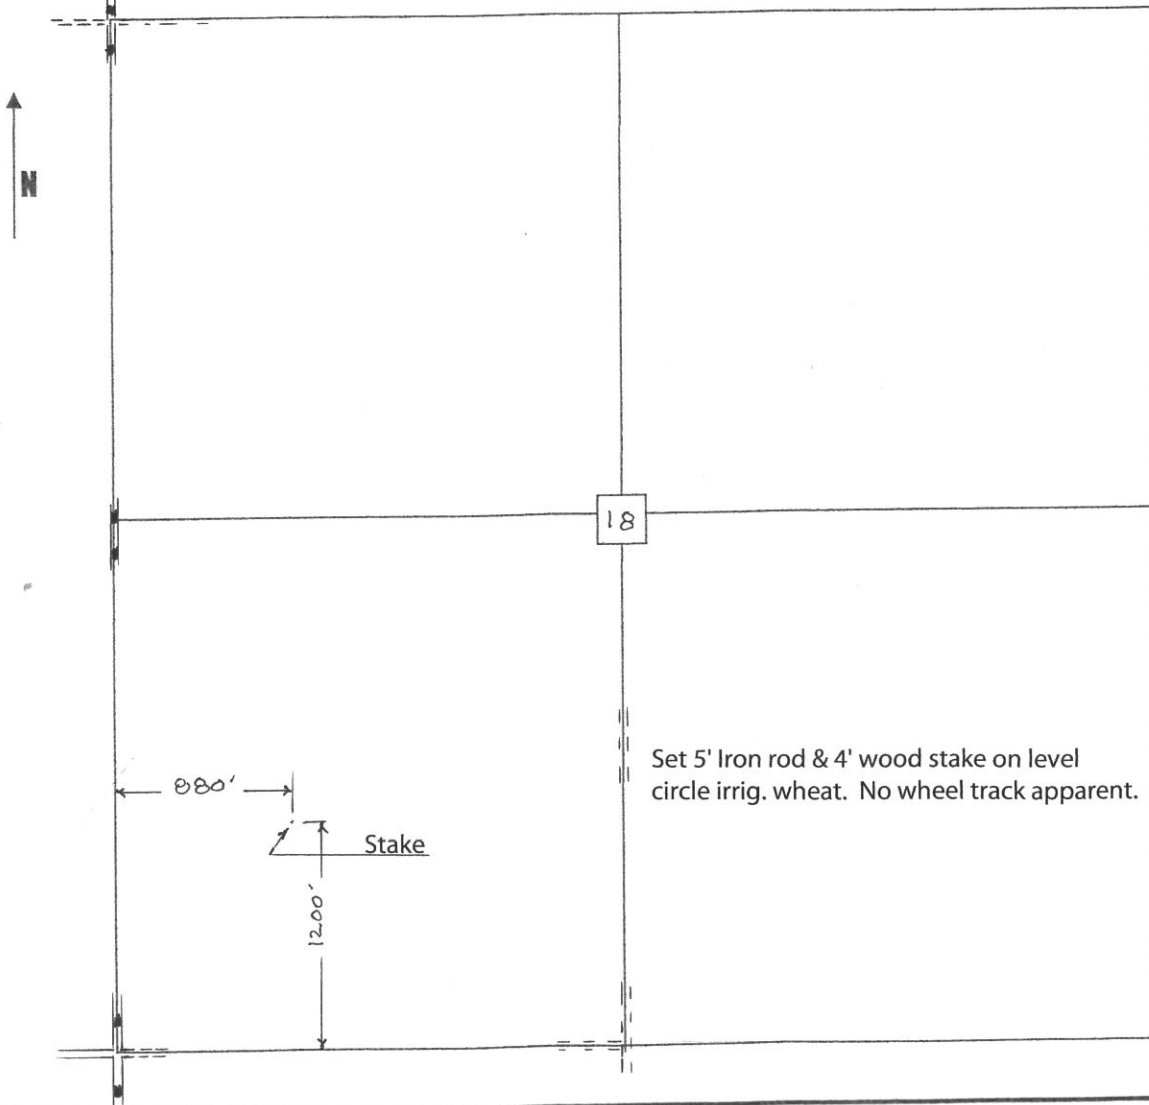 N
18
Set 5' Iron rod & 4' wood stake on level
circle irrig. wheat.  No wheel track apparent.
880'
Stake
1200'